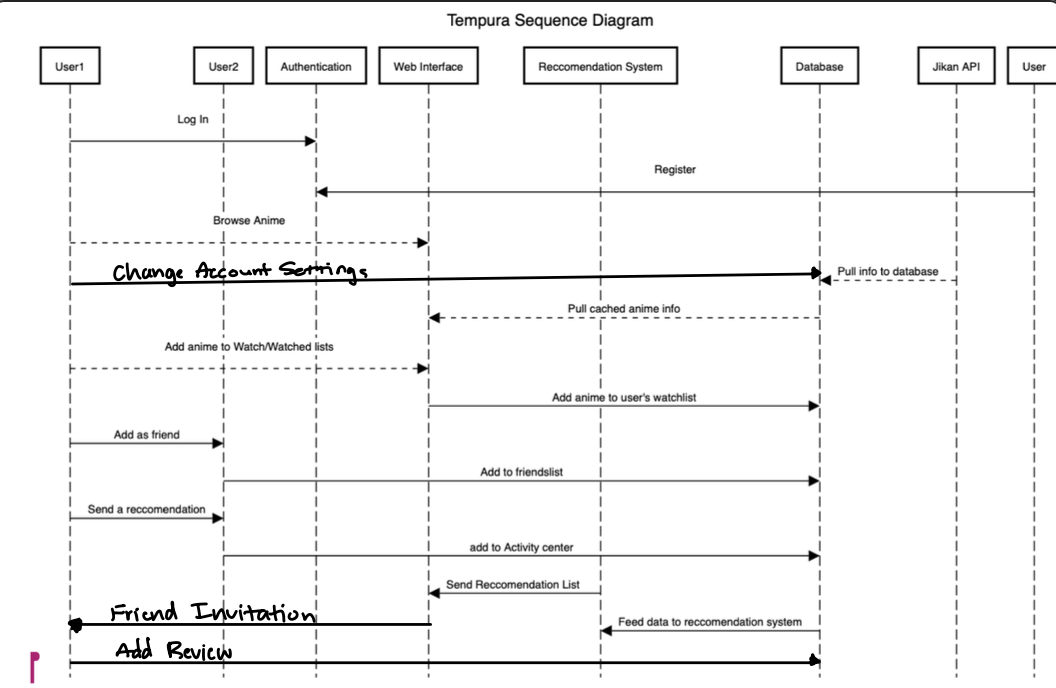 Tempura Sequence Diagram
User1
User2
Authentication
Web Interface
Reccomendation System
Database
Jikan API
User
Log In
Register
Browse Anime
Change Account Settings
Pull info to database
Pull cached anime info
Add anime to Watch/Watched lists
Add anime to user's watchlist
Add as friend
Add to friendslist
Send a reccomendation
add to Activity center
Send Reccomendation List
Friend Invitation
Feed data to reccomendation system
Add Review